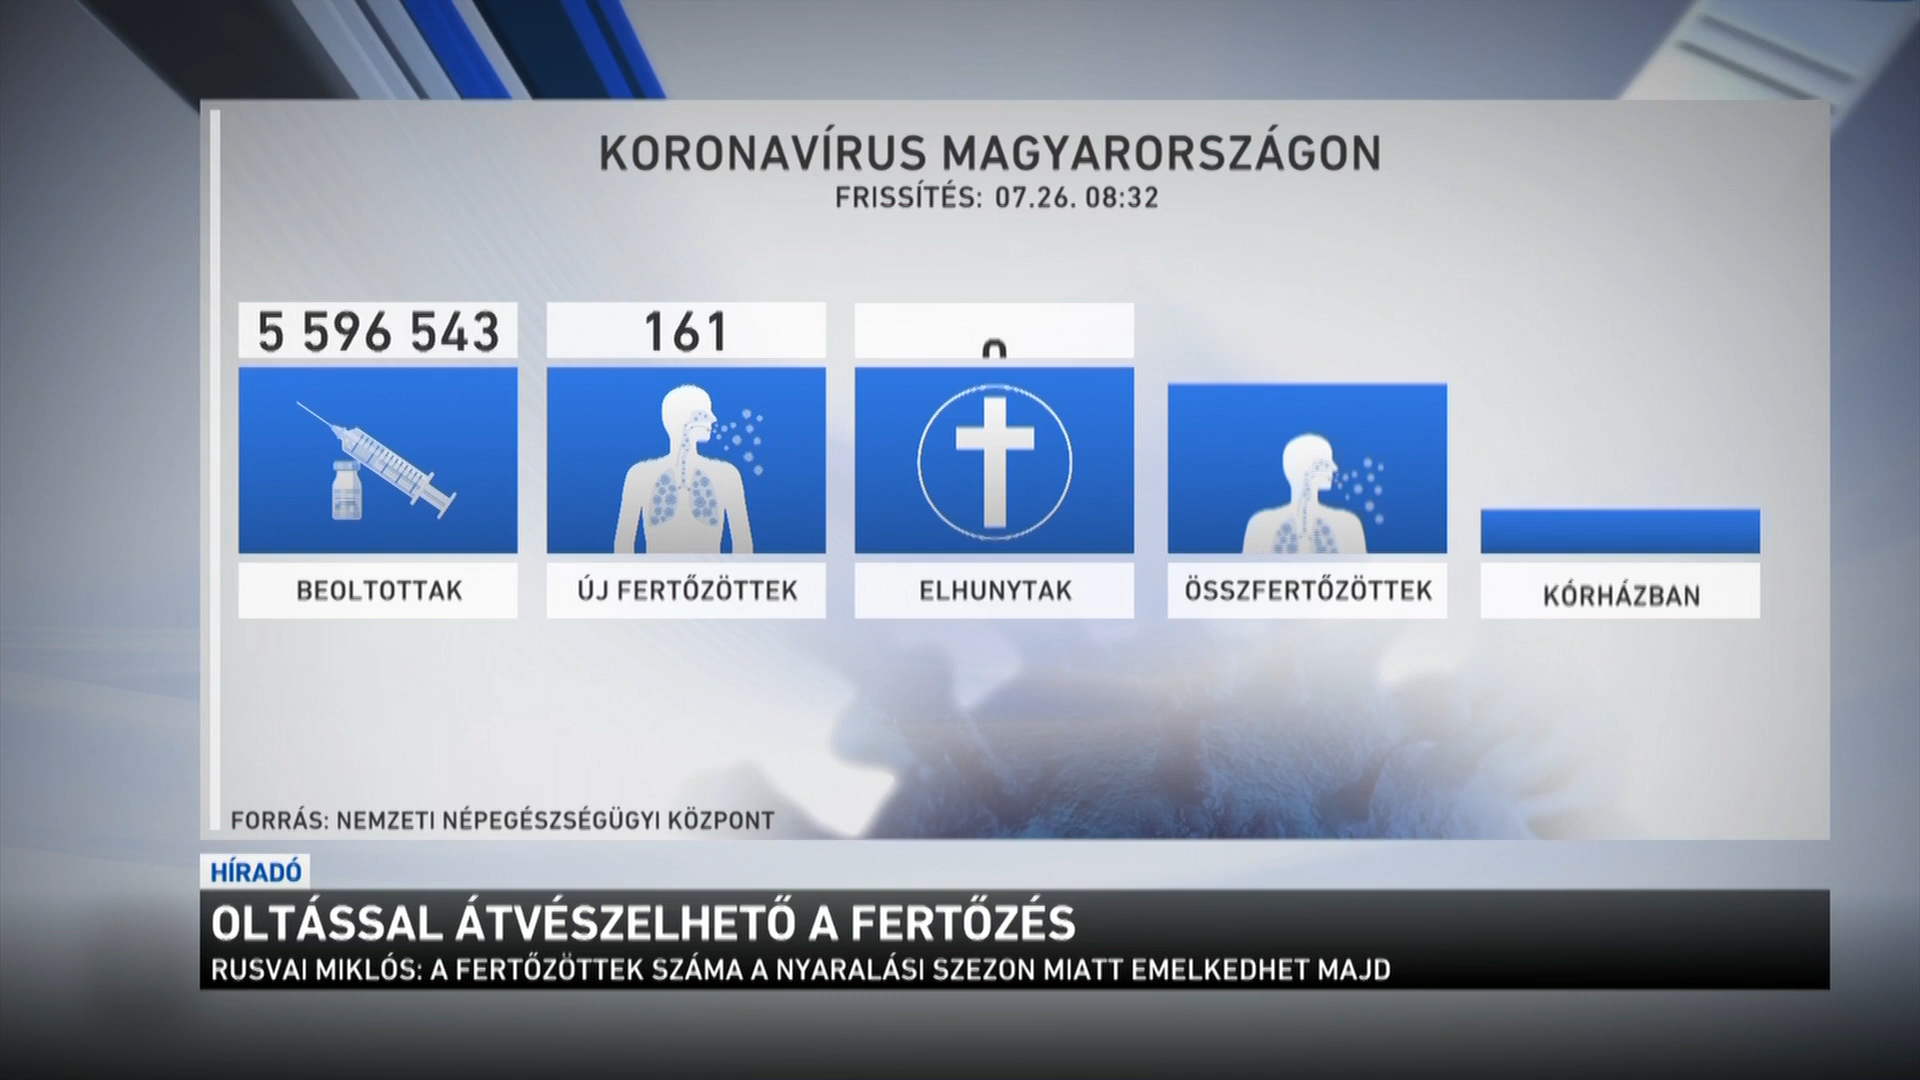 KORONAVÍRUS MAGYARORSZÁGON
FRISSÍTÉS: 07.26. 08:32
5 596 543
161
BEOLTOTTAK
ÚJ FERTŐZÖTTEK
ELHUNYTAK
ÖSSZFERTŐZÖTTEK
KÓRHÁZBAN
FORRÁS: NEMZETI NÉPEGÉSZSÉGÜGYI KÖZPONT
HÍRADÓ
OLTÁSSAL ÁTVÉSZELHETŐ A FERTŐZÉS
RUSVAI MIKLÓS: A FERTŐZÖTTEK SZÁMA A NYARALÁSI SZEZON MIATT EMELKEDHET MAJD